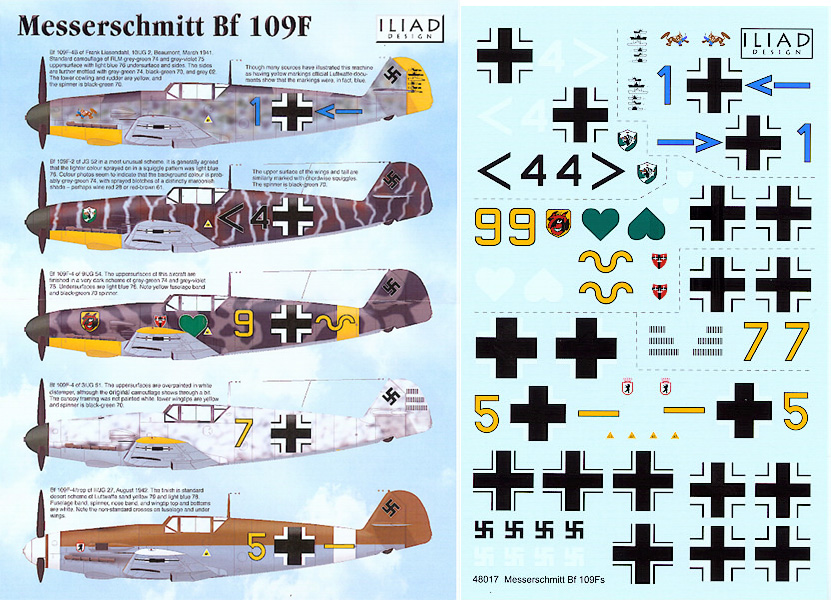 Messerschmitt Bf 109F
ILIAD
DESIGN
Bf 109F-4B of Frank Liesendahl, 10/JG 2, Beaumont, March 1941.
Standard camouflage of RLM grey-green 74 and grey-violet 75
uppersurface with light blue 76 undersurface and sides. The sides
are further mottled with grey-green 74, black-green 70, and grey 02.
The lower cowling and rudder are yellow, and
the spinner is black-green 70.
Though many sources have illustrated this machine
as having yellow markings official Luftwaffe docu-
ments show that the markings were, in fact, blue.
1
Bf 109F-2 of JG 52 in a most unusual scheme. It is generally agreed
that the lighter colour sprayed on in a squiggle pattern was light blue
76. Colour photos seem to indicate that the background colour is prob-
ably grey-green 74, with sprayed blotches of a distinctly maroonish
shade - perhaps wine red 29 or red-brown 61.
The upper surface of the wings and tail are
similarly marked with chordwise squiggles.
The spinner is black-green 70.
<4
Bf 109F-4 of 9/JG 54. The uppersurfaces of this aircraft are
finished in a very dark scheme of grey-green 74 and grey-violet
75. Undersurfaces are light blue 76. Note yellow fuselage band
and black-green 70 spinner.
9
Bf 109F-4 of JG 51. The uppersurfaces are overpainted in white
distemper, although the original camouflage shows through a bit.
The canopy framing was not painted white. lower wingtips are yellow
and spinner is black-green 70.
7
Bf 109F-4/trop of JG 27, August 1942. The finish is standard
desert scheme of Luftwaffe sand yellow 79 and light blue 78.
Fuselage band, spinner, nose band, and wingtip top and bottoms
are white. Note the non-standard crosses on fuselage and under
wings.
5
ILIAD
DESIGN
1
1
<44>
99
77
5
5
48017 Messerschmitt Bf 109Fs